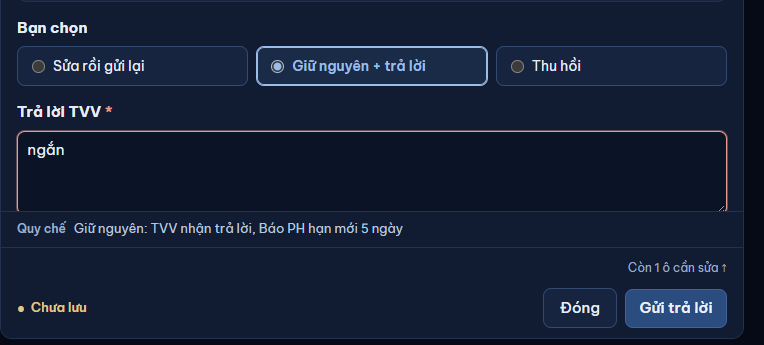 Bạn chọn
Sửa rồi gửi lại
Giữ nguyên + trả lời
Thu hồi
Trả lời TVV *
ngắn
Quy chế Giữ nguyên: TVV nhận trả lời, Báo PH hạn mới 5 ngày
Còn 1 ô cần sửa ↑
Chưa lưu
Đóng
Gửi trả lời